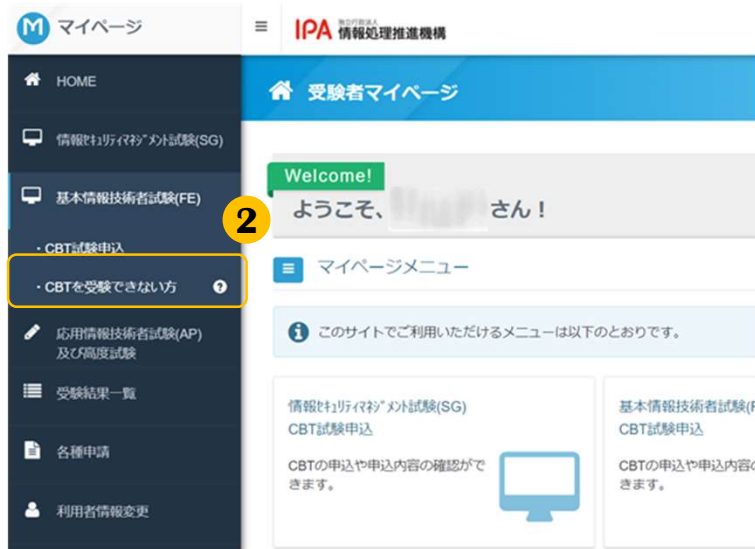 M マイページ
≡ IPA 独立行政法人
情報処理推進機構
HOME
情報ｾｷｭﾘﾃｨﾏﾈｼﾞﾒﾝﾄ試験(SG)
基本情報技術者試験(FE)
・CBT試験申込
・CBTを受験できない方 ?
応用情報技術者試験(AP)
及び高度試験
受験結果一覧
各種申請
利用者情報変更
受験者マイページ
Welcome!
ようこそ、 さん！
2
マイページメニュー
i このサイトでご利用いただけるメニューは以下のとおりです。
情報ｾｷｭﾘﾃｨﾏﾈｼﾞﾒﾝﾄ試験(SG)
CBT試験申込
CBTの申込や申込内容の確認がで
きます。
基本情報技術者試験(F
CBT試験申込
CBTの申込や申込内容の
きます。